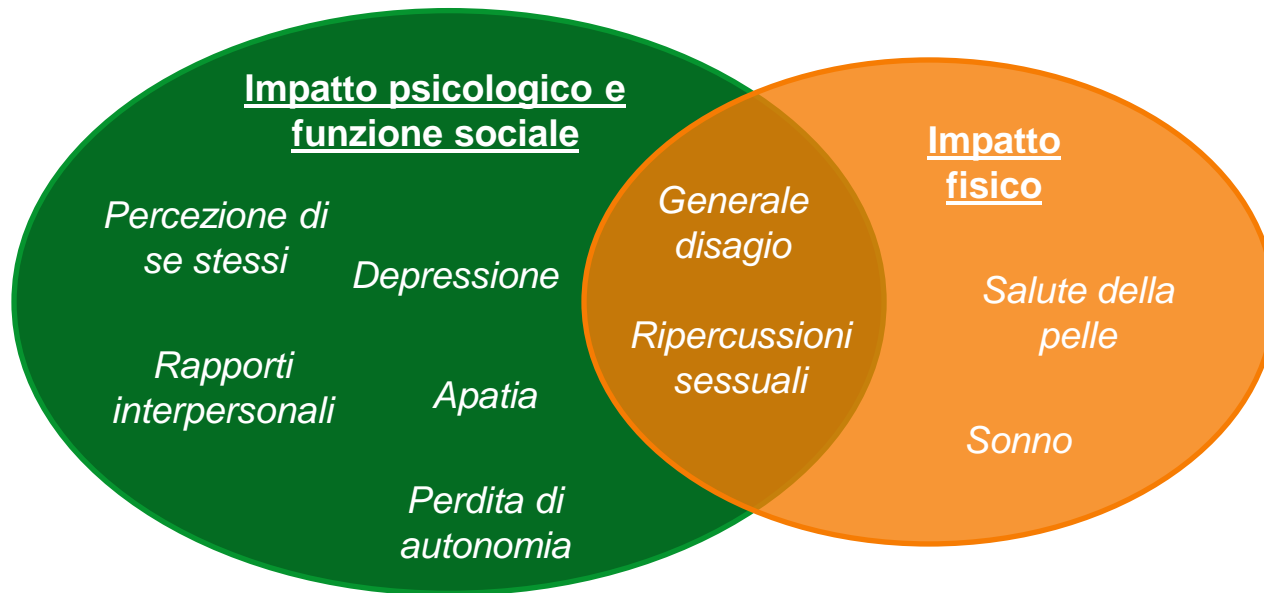 Impatto psicologico e
funzione sociale
Percezione di
se stessi
Depressione
Rapporti
interpersonali
Apatia
Perdita di
autonomia
Generale
disagio
Ripercussioni
sessuali
Impatto
fisico
Salute della
pelle
Sonno